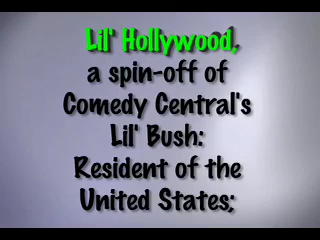 Lil' Hollywood,
a spin-off of
Comedy Central's
Lil' Bush:
Resident of the
United States;